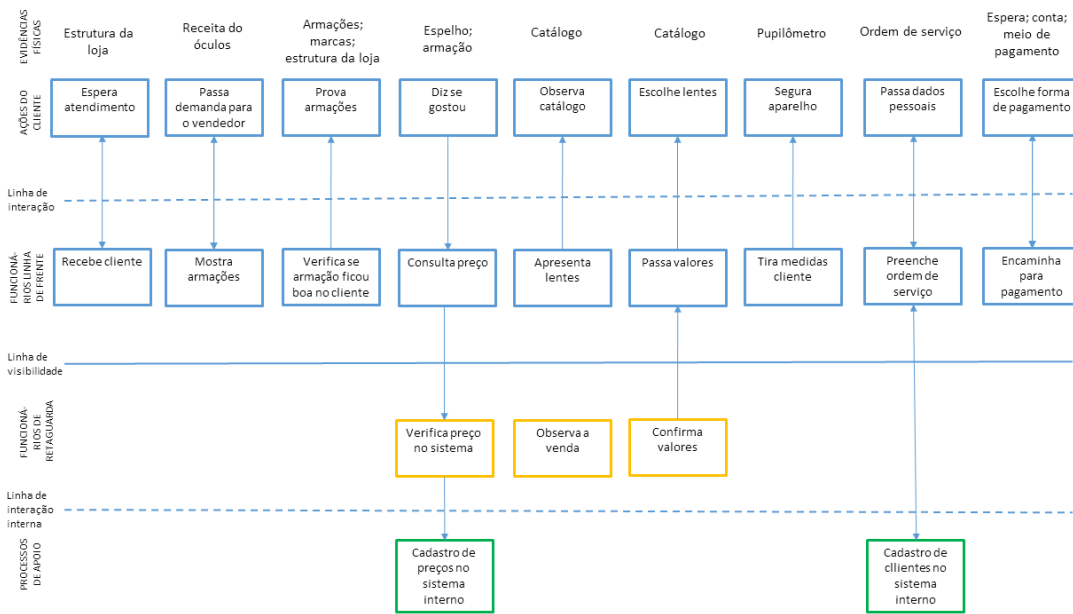 EVIDÊNCIAS
FÍSICAS
Estrutura da
loja
Receita do
óculos
Armações;
marcas;
estrutura da loja
Espelho;
armação
Catálogo
Catálogo
Pupilômetro
Ordem de serviço
Espera; conta;
meio de
pagamento
AÇÕES DO
CLIENTE
Espera
atendimento
Passa
demanda para
o vendedor
Prova
armações
Diz se
gostou
Observa
catálogo
Escolhe lentes
Segura
aparelho
Passa dados
pessoais
Escolhe forma
de pagamento
Linha de
interação
FUNCIONÁ-
RIOS LINHA
DE FRENTE
Recebe cliente
Mostra
armações
Verifica se
armação ficou
boa no cliente
Consulta preço
Apresenta
lentes
Passa valores
Tira medidas
cliente
Preenche
ordem de
serviço
Encaminha
para
pagamento
Linha de
visibilidade
FUNCIONÁ-
RIOS DE
RETAGUARDA
Verifica preço
no sistema
Observa a
venda
Confirma
valores
Linha de
interação
interna
PROCESSOS
DE APOIO
Cadastro de
preços no
sistema
interno
Cadastro de
cllientes no
sistema
interno